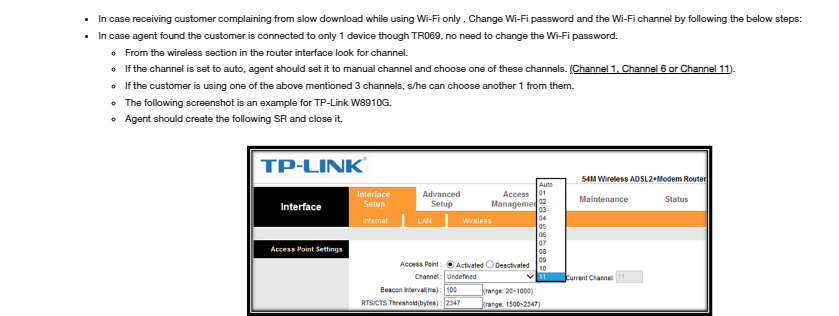 In case receiving customer complaining from slow download while using Wi-Fi only , Change Wi-Fi password and the Wi-Fi channel by following the below steps:
In case agent found the customer is connected to only 1 device though TR069, no need to change the Wi-Fi password.
From the wireless section in the router interface look for channel.
If the channel is set to auto, agent should set it to manual channel and choose one of these channels. (Channel 1, Channel 6 or Channel 11).
If the customer is using one of the above mentioned 3 channels, s/he can choose another 1 from them.
The following screenshot is an example for TP-Link W8910G.
Agent should create the following SR and close it.
TP-LINK®
54M Wireless ADSL2+Modem Router
Interface
Interface Setup
Advanced Setup
Access Managemen
Maintenance
Status
Internet
LAN
Wireless
Auto
01
02
03
04
05
06
07
08
09
10
11
Access Point Settings
Access Point : Activated Deactivated
Channel : Undefined
Current Channel: 11
Beacon Interval(ms) : 100 (range: 20~1000)
RTS/CTS Threshold(bytes) : 2347 (range: 1500~2347)